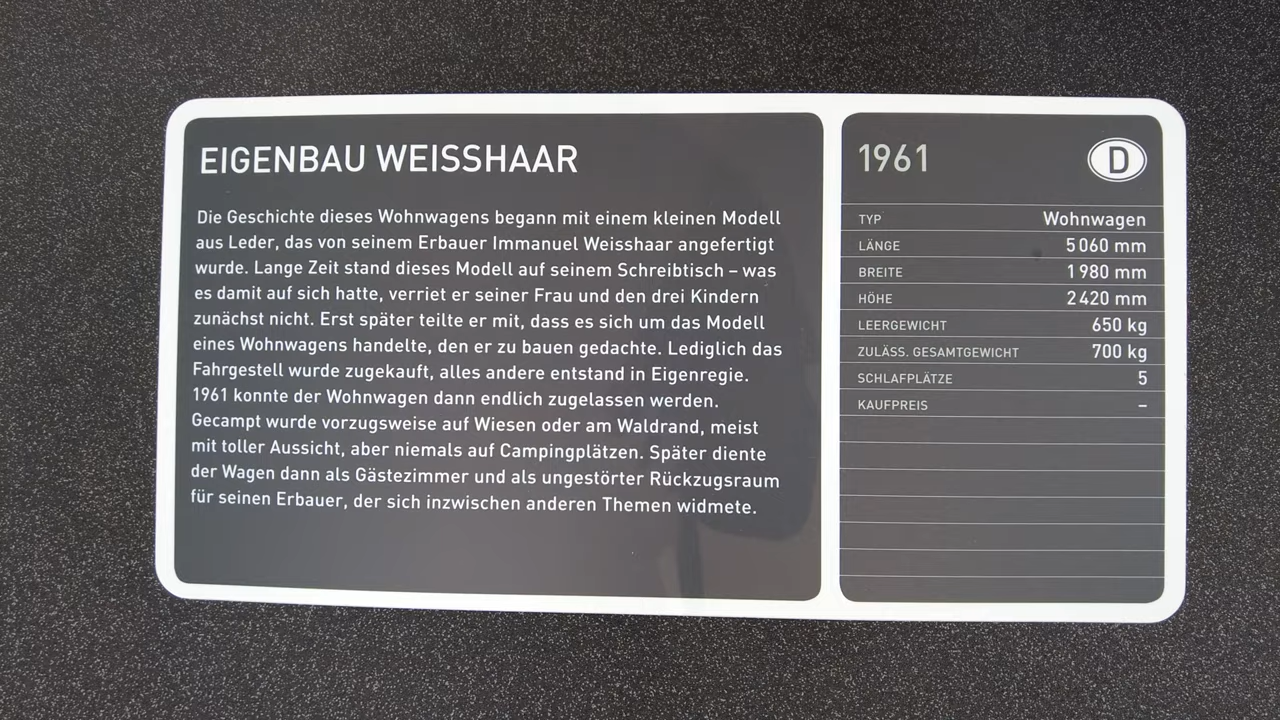 EIGENBAU WEISSHAAR
Die Geschichte dieses Wohnwagens begann mit einem kleinen Modell
aus Leder, das von seinem Erbauer Immanuel Weisshaar angefertigt
wurde. Lange Zeit stand dieses Modell auf seinem Schreibtisch – was
es damit auf sich hatte, verriet er seiner Frau und den drei Kindern
zunächst nicht. Erst später teilte er mit, dass es sich um das Modell
eines Wohnwagens handelte, den er zu bauen gedachte. Lediglich das
Fahrgestell wurde zugekauft, alles andere entstand in Eigenregie.
1961 konnte der Wohnwagen dann endlich zugelassen werden.
Gecampt wurde vorzugsweise auf Wiesen oder am Waldrand, meist
mit toller Aussicht, aber niemals auf Campingplätzen. Später diente
der Wagen dann als Gästezimmer und als ungestörter Rückzugsraum
für seinen Erbauer, der sich inzwischen anderen Themen widmete.
1961 D
TYP Wohnwagen
LÄNGE 5 060 mm
BREITE 1 980 mm
HÖHE 2 420 mm
LEERGEWICHT 650 kg
ZULÄSS. GESAMTGEWICHT 700 kg
SCHLAFPLÄTZE 5
KAUFPREIS –